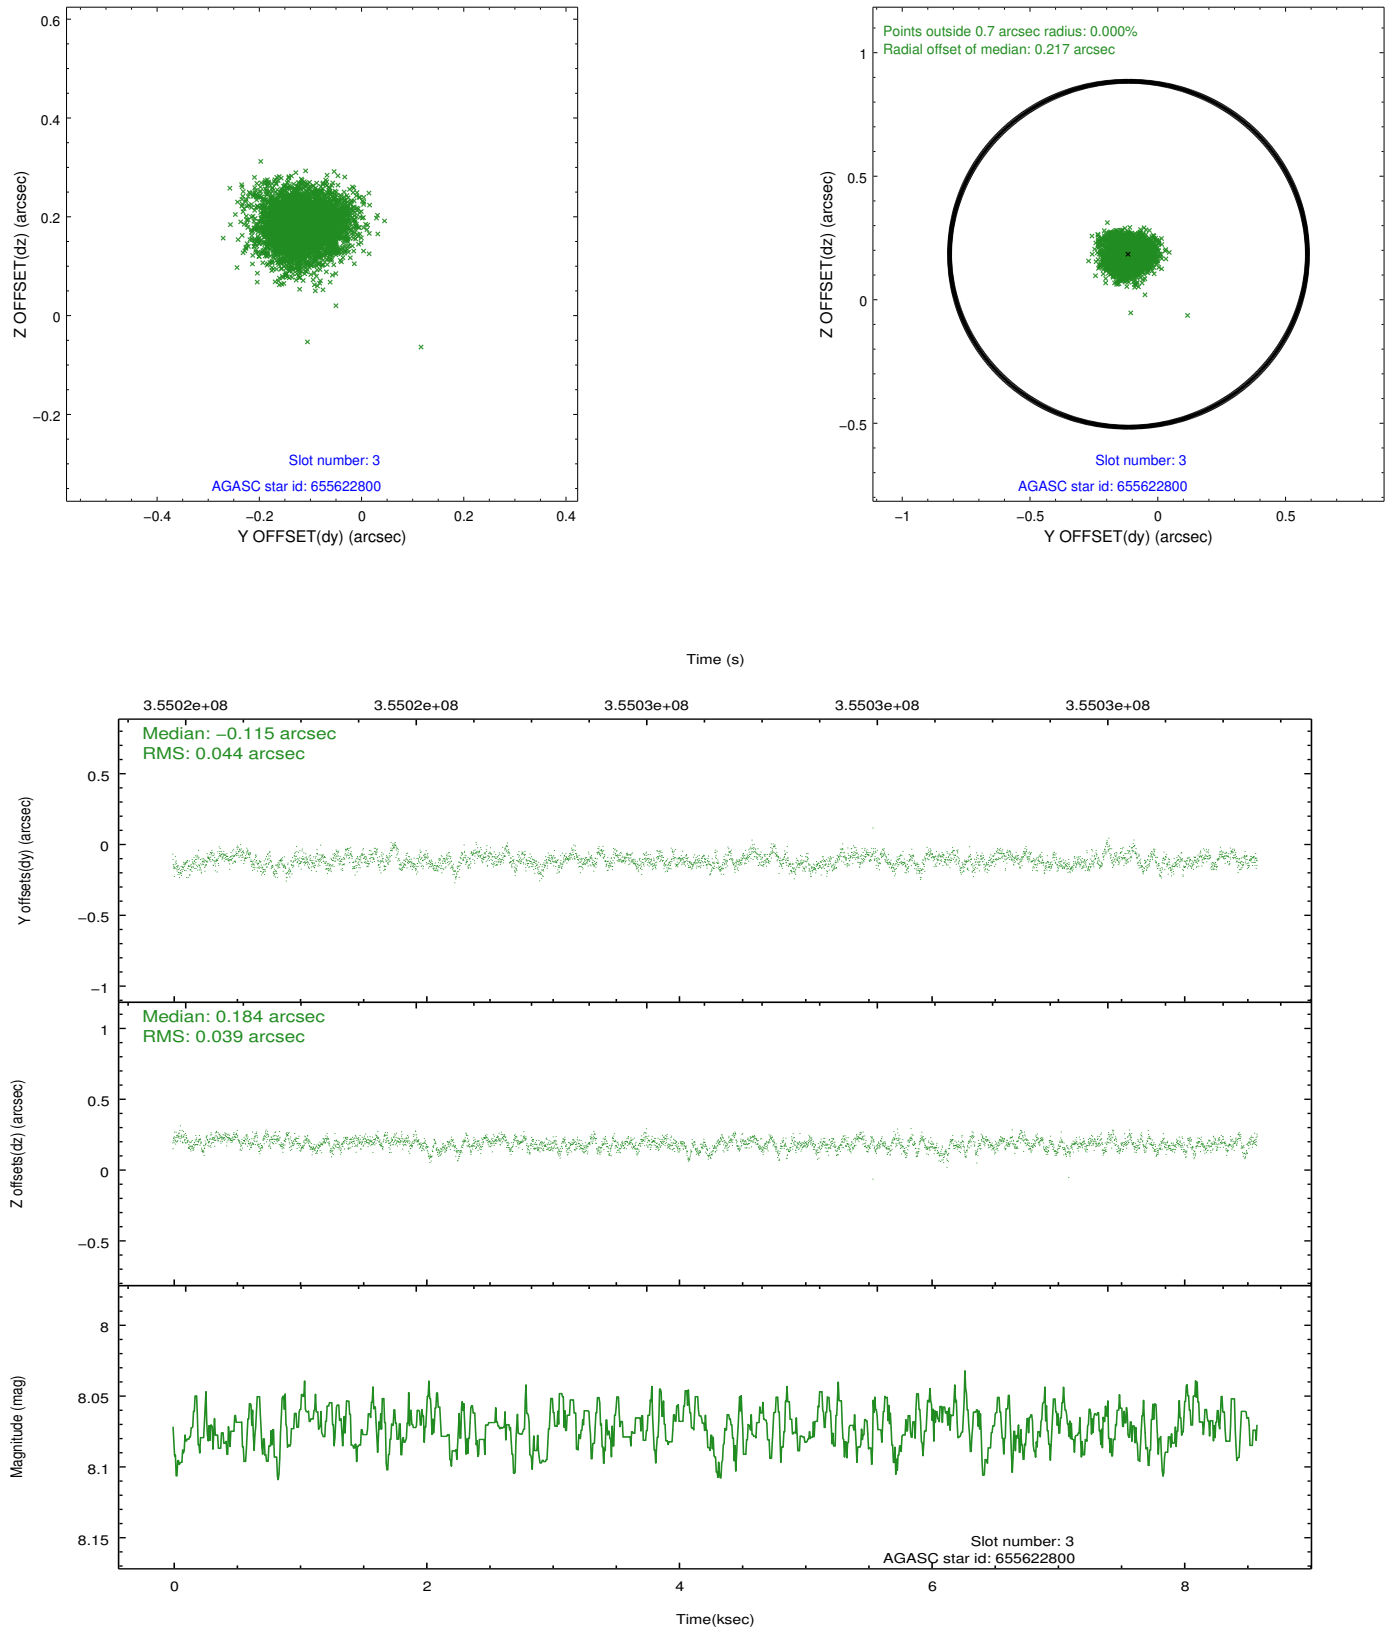 0.6
0.4
0.2
0
−0.2
Z OFFSET(dz) (arcsec)
Slot number: 3
AGASC star id: 655622800
−0.4 −0.2 0 0.2 0.4
Y OFFSET(dy) (arcsec)
Points outside 0.7 arcsec radius: 0.000%
Radial offset of median: 0.217 arcsec
1
0.5
0
−0.5
Z OFFSET(dz) (arcsec)
Slot number: 3
AGASC star id: 655622800
−1 −0.5 0 0.5
Y OFFSET(dy) (arcsec)
Time (s)
3.5502e+08 3.5502e+08 3.5503e+08 3.5503e+08 3.5503e+08
Median: −0.115 arcsec
RMS: 0.044 arcsec
0.5
0
−0.5
−1
Y offsets(dy) (arcsec)
Median: 0.184 arcsec
RMS: 0.039 arcsec
1
0.5
0
−0.5
Z offsets(dz) (arcsec)
8
8.05
8.1
8.15
Magnitude (mag)
Slot number: 3
AGASC star id: 655622800
0 2 4 6 8
Time(ksec)